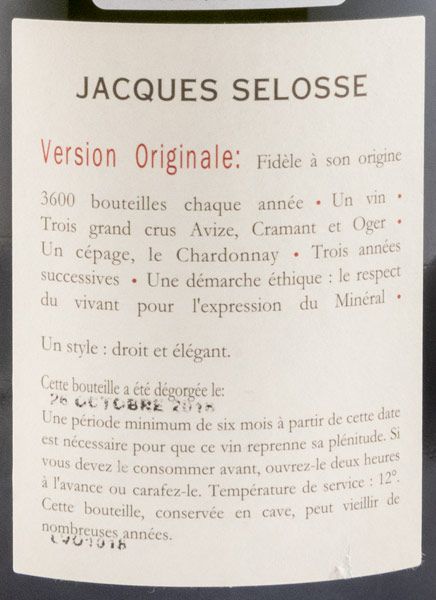 JACQUES SELOSSE
Version Originale: Fidèle à son origine
3600 bouteilles chaque année • Un vin •
Trois grand crus Avize, Cramant et Oger •
Un cépage, le Chardonnay • Trois années
successives • Une démarche éthique : le respect
du vivant pour l'expression du Minéral •
Un style : droit et élégant.
Cette bouteille a été dégorgée le:
26 OCTOBRE 2018
Une période minimum de six mois à partir de cette date
est nécessaire pour que ce vin reprenne sa plénitude. Si
vous devez le consommer avant, ouvrez-le deux heures
à l'avance ou carafez-le. Température de service : 12°.
Cette bouteille, conservée en cave, peut vieillir de
nombreuses années.